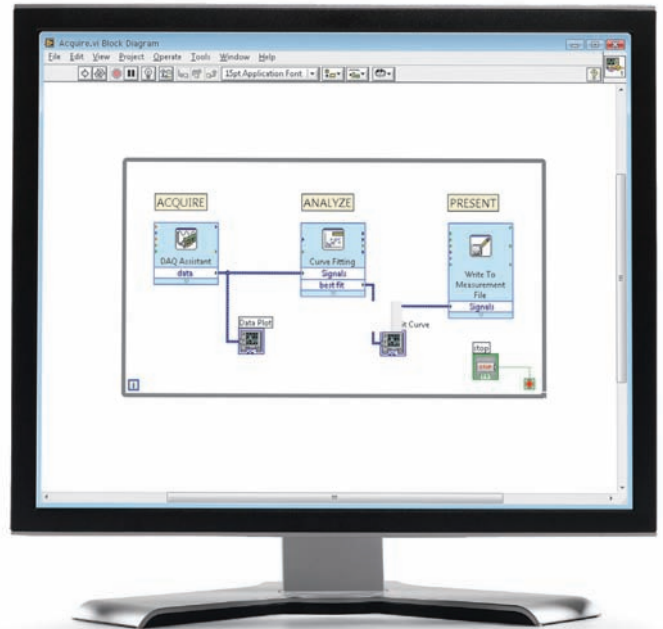 Acquire.vi Block Diagram
File Edit View Project Operate Tools Window Help
15pt Application Font
ACQUIRE
ANALYZE
PRESENT
DAQ Assistant
data
Curve Fitting
Signals
best fit
Write To
Measurement
File
Signals
Data Plot
it Curve
stop
STOP
i